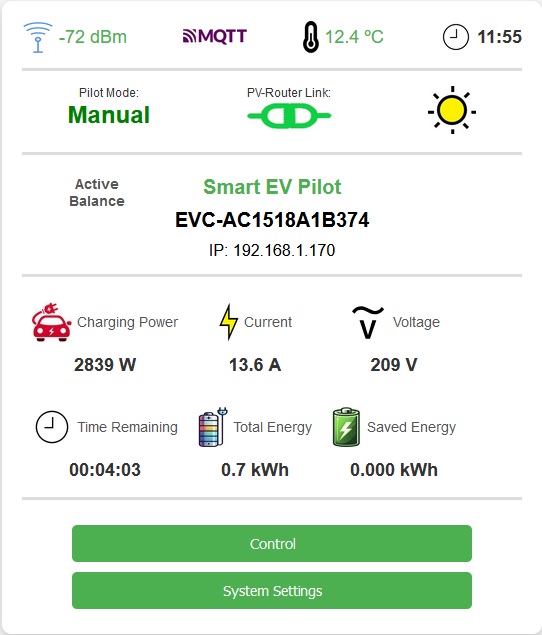 -72 dBm MQTT 12.4 ºC 11:55
Pilot Mode: PV-Router Link:
Manual
Active
Balance
Smart EV Pilot
EVC-AC1518A1B374
IP: 192.168.1.170
Charging Power Current Voltage
2839 W 13.6 A 209 V
Time Remaining Total Energy Saved Energy
00:04:03 0.7 kWh 0.000 kWh
Control
System Settings